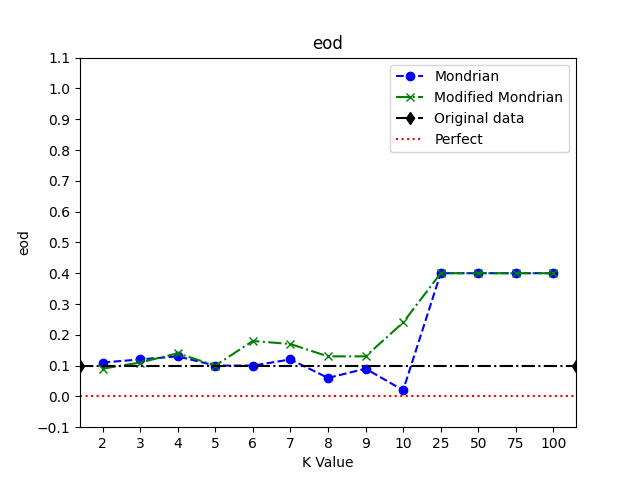 eod
1.1
1.0
0.9
0.8
0.7
0.6
0.5
0.4
0.3
0.2
0.1
0.0
−0.1
eod
Mondrian
Modified Mondrian
Original data
Perfect
2 3 4 5 6 7 8 9 10 25 50 75 100
K Value